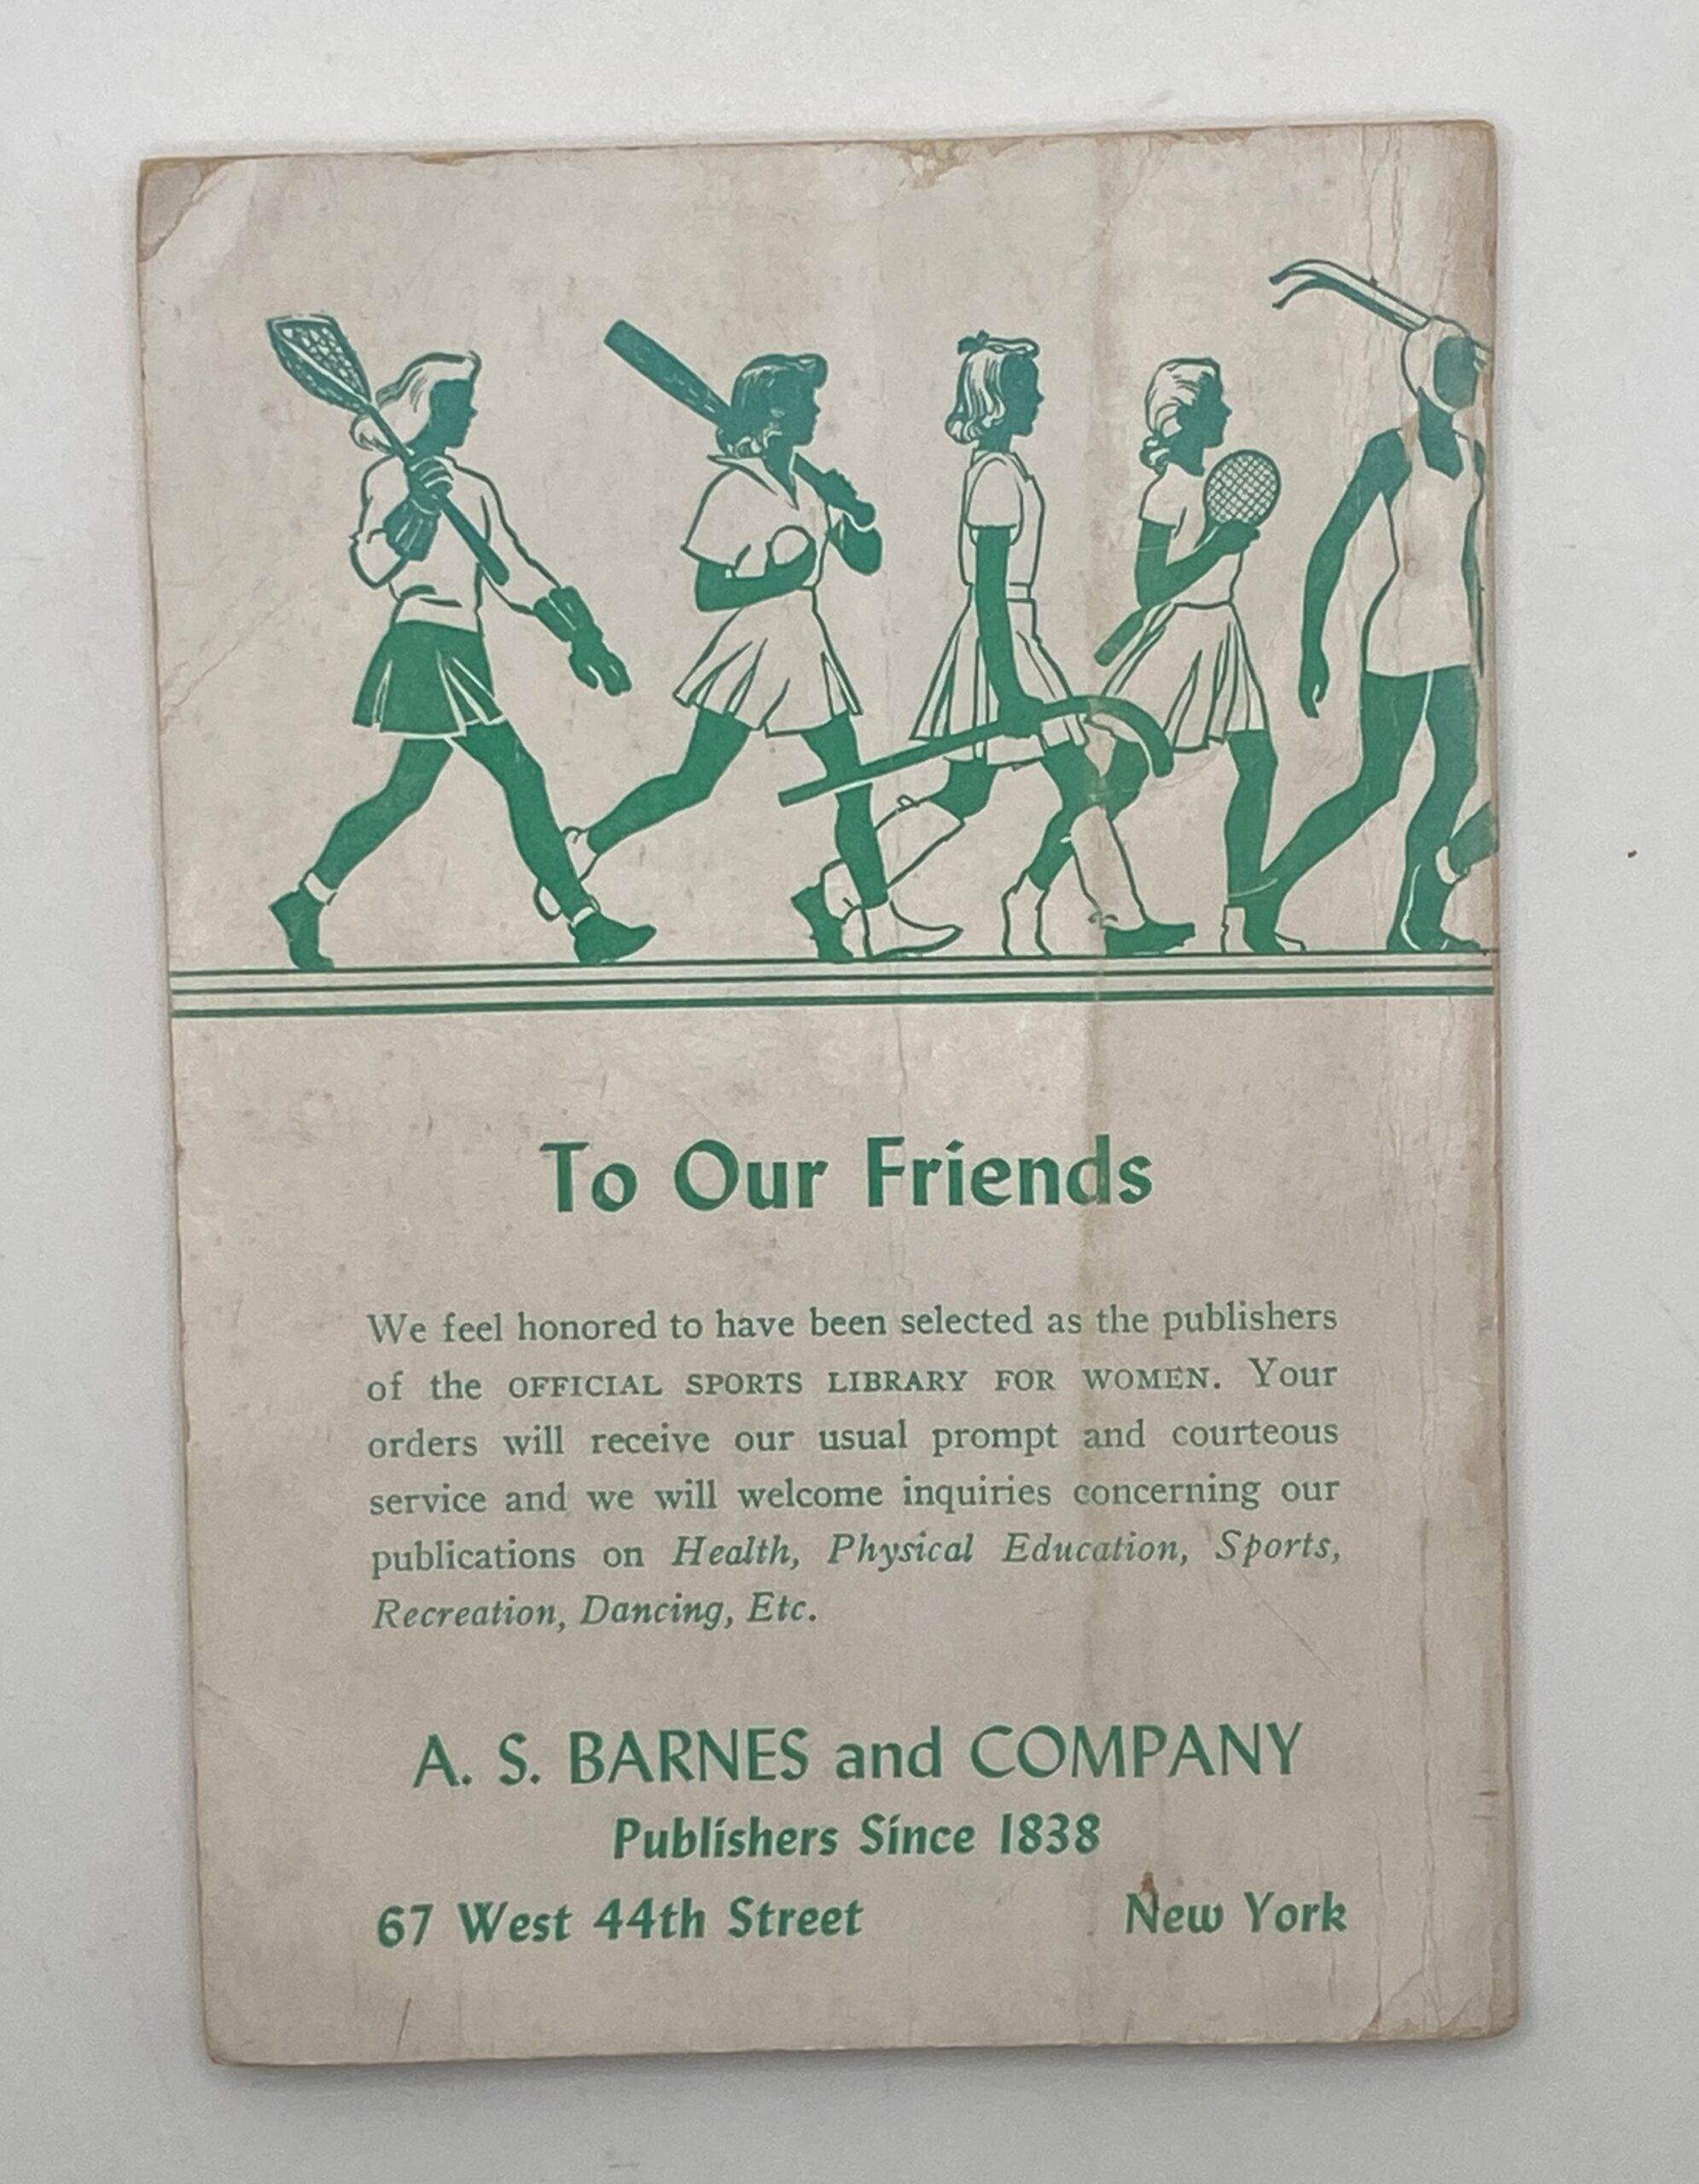 To Our Friends
We feel honored to have been selected as the publishers
of the OFFICIAL SPORTS LIBRARY FOR WOMEN. Your
orders will receive our usual prompt and courteous
service and we will welcome inquiries concerning our
publications on Health, Physical Education, Sports,
Recreation, Dancing, Etc.
A. S. BARNES and COMPANY
Publishers Since 1838
67 West 44th Street New York